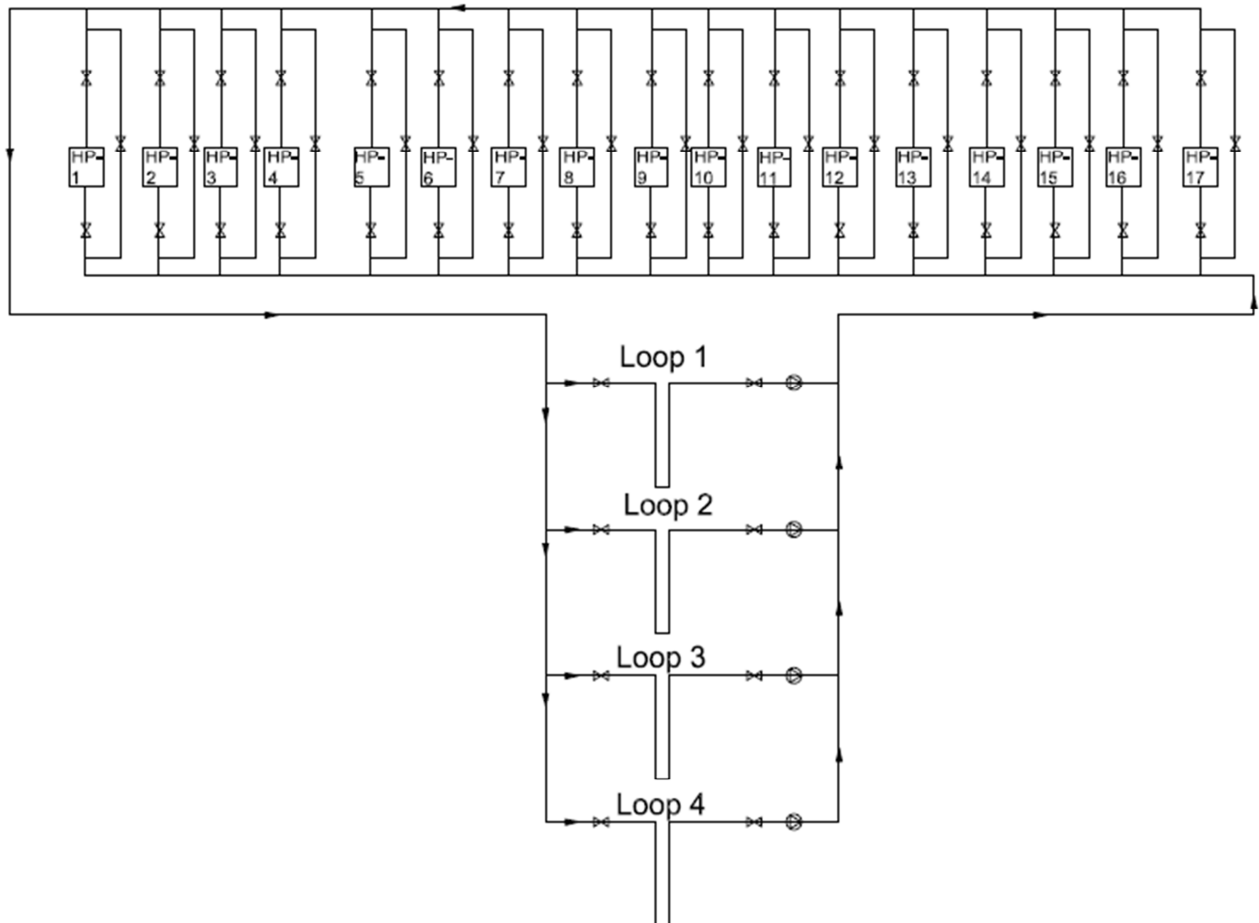 HP-
1
HP-
2
HP-
3
HP-
4
HP-
5
HP-
6
HP-
7
HP-
8
HP-
9
HP-
10
HP-
11
HP-
12
HP-
13
HP-
14
HP-
15
HP-
16
HP-
17
Loop 1
Loop 2
Loop 3
Loop 4